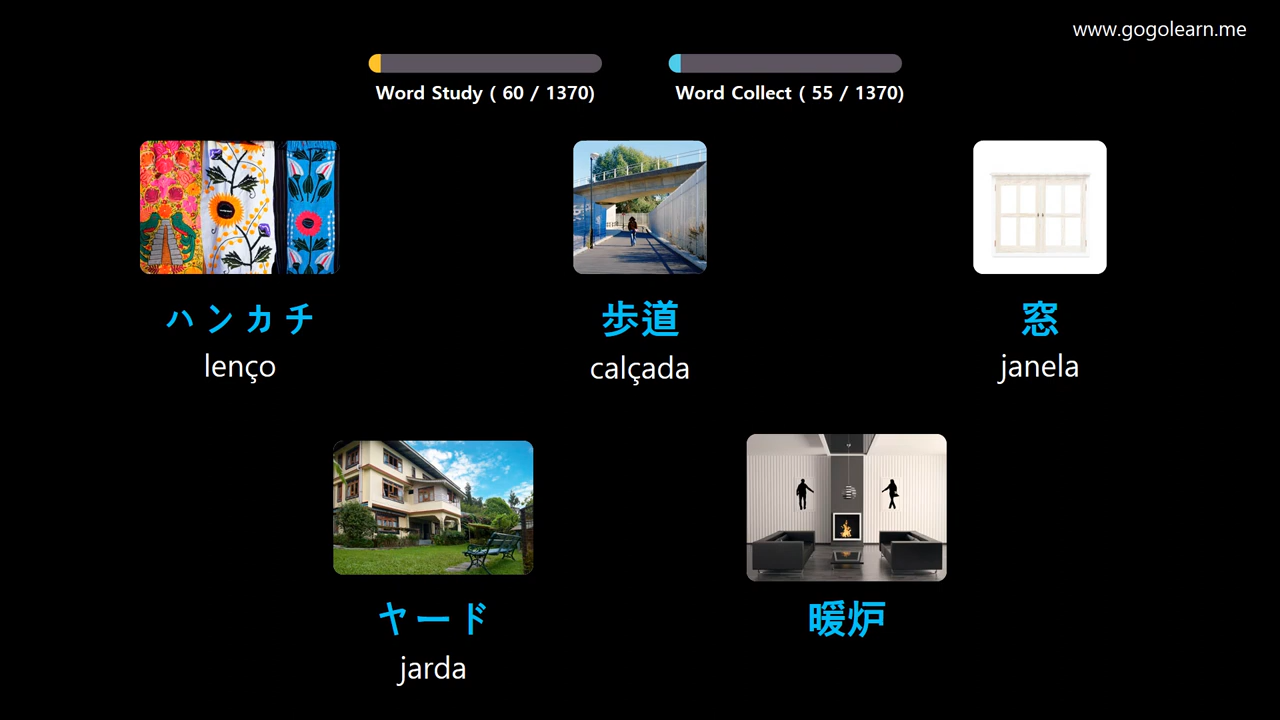 www.gogolearn.me
Word Study ( 60 / 1370)
Word Collect ( 55 / 1370)
ハンカチ
lenço
歩道
calçada
窓
janela
ヤード
jarda
暖炉